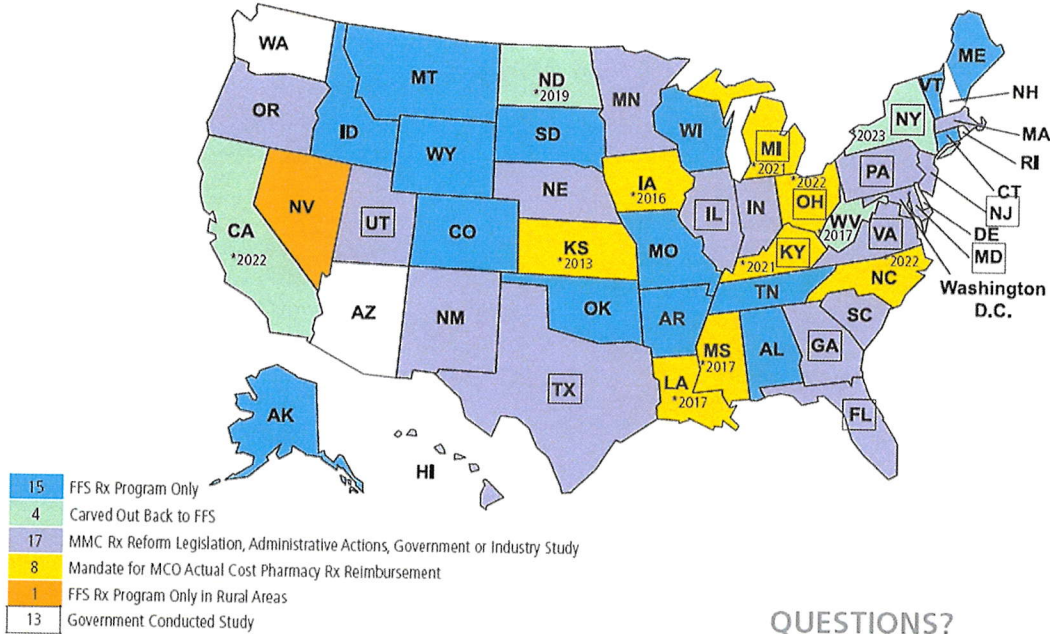 WA
MT
ND
*2019
MN
ME
VT
NH
OR
ID
WY
SD
WI
MI
*2021
NY
2023
MA
RI
CT
NJ
DE
MD
Washington
D.C.
NV
UT
CO
NE
IA
*2016
IL
IN
*2022
OH
PA
WV
*2017
VA
CA
*2022
KS
*2013
MO
*2021
KY
2022
NC
AZ
NM
OK
AR
TN
SC
TX
LA
*2017
MS
*2017
AL
GA
FL
AK
HI
15 FFS Rx Program Only
4 Carved Out Back to FFS
17 MMC Rx Reform Legislation, Administrative Actions, Government or Industry Study
8 Mandate for MCO Actual Cost Pharmacy Rx Reimbursement
1 FFS Rx Program Only in Rural Areas
13 Government Conducted Study
QUESTIONS?